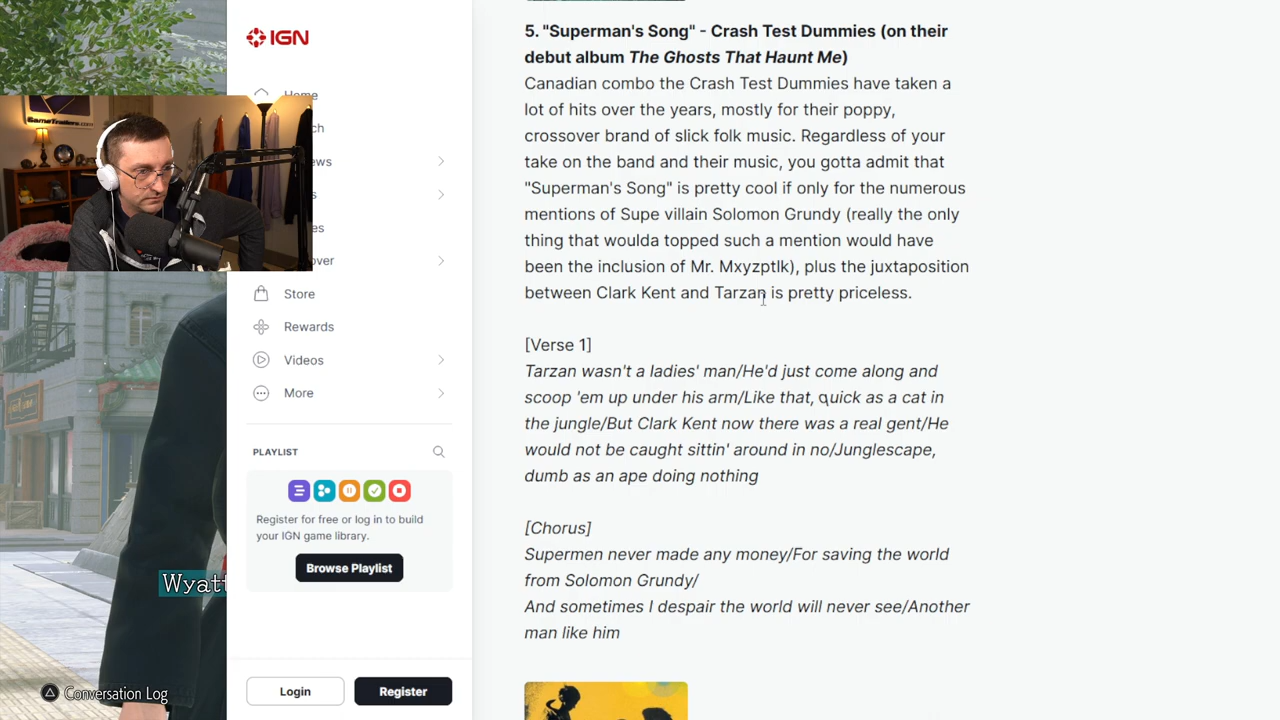 IGN
Home
Store
Rewards
Videos
More
PLAYLIST
Register for free or log in to build
your IGN game library.
Browse Playlist
Login
Register
5. "Superman's Song" - Crash Test Dummies (on their
debut album The Ghosts That Haunt Me)
Canadian combo the Crash Test Dummies have taken a
lot of hits over the years, mostly for their poppy,
crossover brand of slick folk music. Regardless of your
take on the band and their music, you gotta admit that
"Superman's Song" is pretty cool if only for the numerous
mentions of Supe villain Solomon Grundy (really the only
thing that woulda topped such a mention would have
been the inclusion of Mr. Mxyzptlk), plus the juxtaposition
between Clark Kent and Tarzan is pretty priceless.
[Verse 1]
Tarzan wasn't a ladies' man/He'd just come along and
scoop 'em up under his arm/Like that, quick as a cat in
the jungle/But Clark Kent now there was a real gent/He
would not be caught sittin' around in no/Junglescape,
dumb as an ape doing nothing
[Chorus]
Supermen never made any money/For saving the world
from Solomon Grundy/
And sometimes I despair the world will never see/Another
man like him
Wyatt
Conversation Log